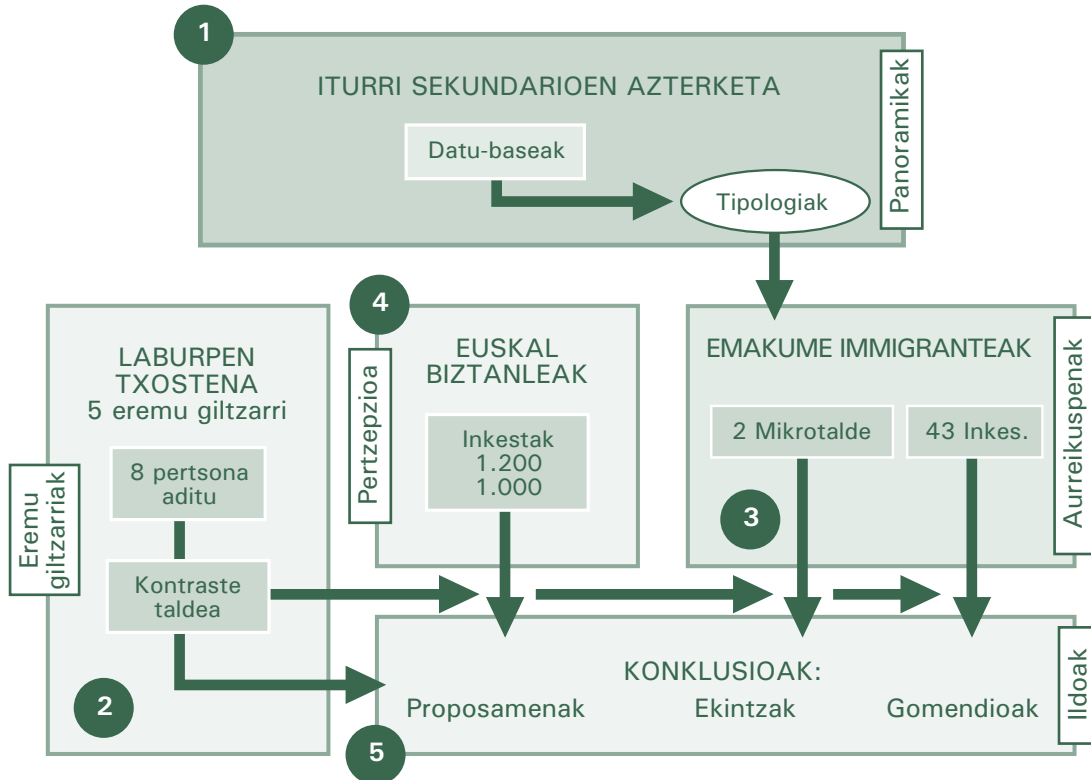 1
ITURRI SEKUNDARIOEN AZTERKETA
Datu-baseak
Tipologiak
Panoramikak
2
LABURPEN
TXOSTENA
5 eremu giltzarri
8 pertsona
aditu
Kontraste
taldea
Eremu
giltzarriak
4
EUSKAL
BIZTANLEAK
Inkestak
1.200
1.000
Pertzepzioa
3
EMAKUME IMMIGRANTEAK
2 Mikrotalde
43 Inkes.
Aurreikuspenak
5
KONKLUSIOAK:
Proposamenak
Ekintzak
Gomendioak
Ildoak